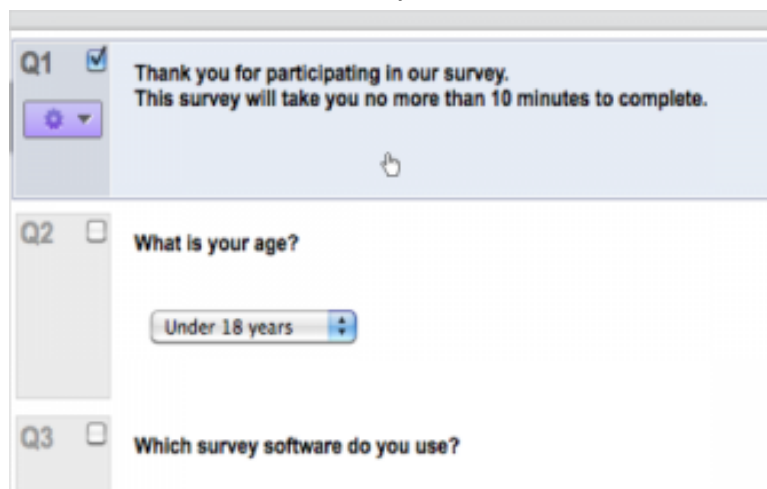 Q1
Thank you for participating in our survey.
This survey will take you no more than 10 minutes to complete.
Q2
What is your age?
Under 18 years
Q3
Which survey software do you use?